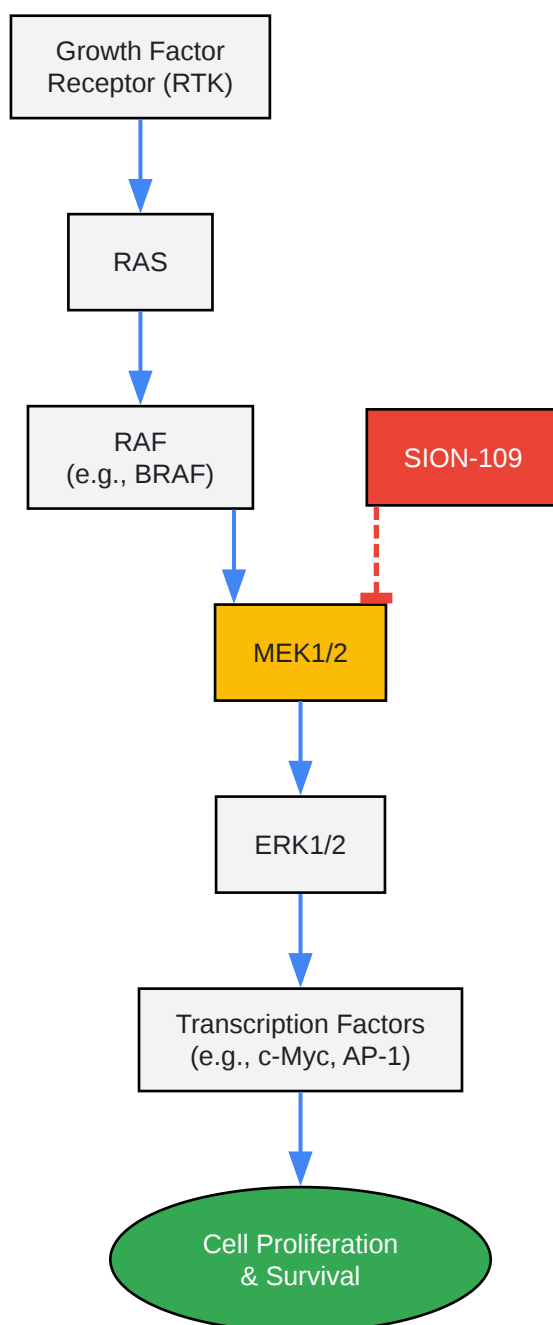 Growth Factor
Receptor (RTK)
RAS
RAF
(e.g., BRAF)
SION-109
MEK1/2
ERK1/2
Transcription Factors
(e.g., c-Myc, AP-1)
Cell Proliferation
& Survival